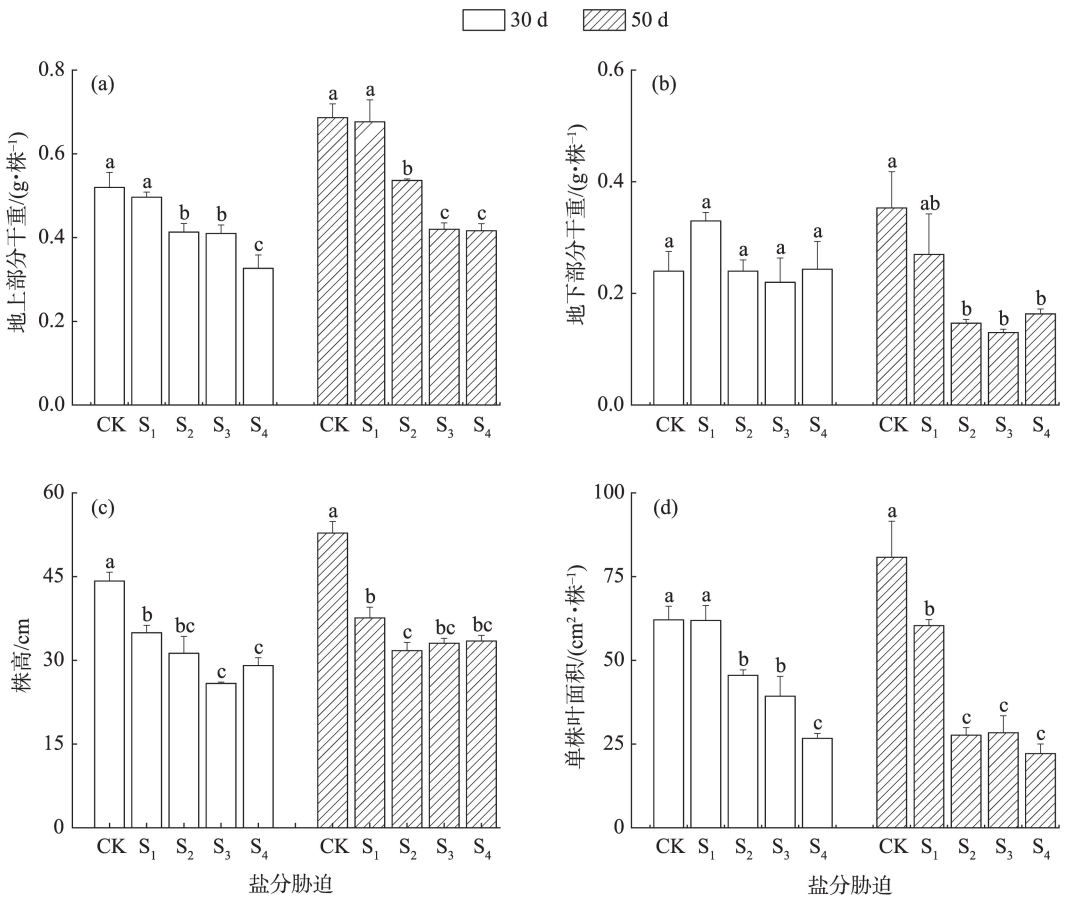 30 d 50 d
(a)
地上部分干重/(g•株⁻¹)
0.8
0.6
0.4
0.2
0.0
a a b b c a a b c c
CK S₁ S₂ S₃ S₄ CK S₁ S₂ S₃ S₄
(b)
地下部分干重/(g•株⁻¹)
0.6
0.4
0.2
0.0
a a a a a a ab b b b
CK S₁ S₂ S₃ S₄ CK S₁ S₂ S₃ S₄
(c)
株高/cm
60
45
30
15
0
a b bc c c a b c bc bc
CK S₁ S₂ S₃ S₄ CK S₁ S₂ S₃ S₄
盐分胁迫
(d)
单株叶面积/(cm²•株⁻¹)
100
75
50
25
0
a a b b c a b c c c
CK S₁ S₂ S₃ S₄ CK S₁ S₂ S₃ S₄
盐分胁迫